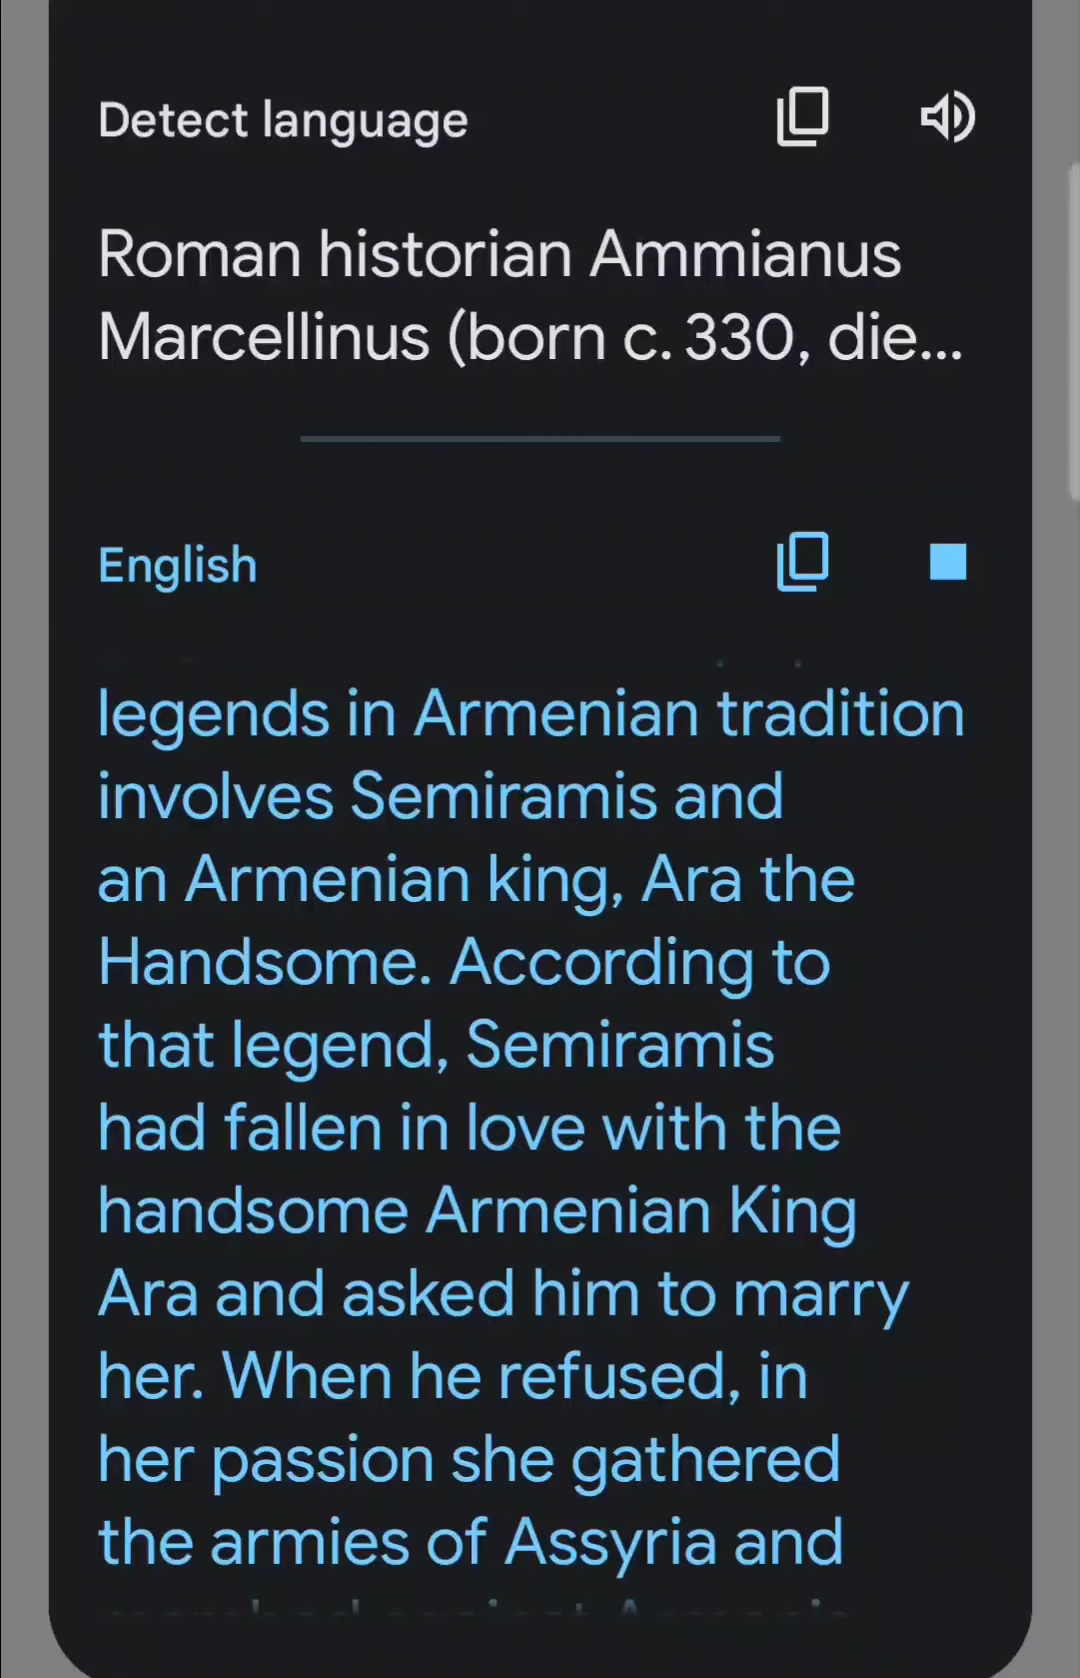 Detect language
Roman historian Ammianus
Marcellinus (born c. 330, die...
English
legends in Armenian tradition
involves Semiramis and
an Armenian king, Ara the
Handsome. According to
that legend, Semiramis
had fallen in love with the
handsome Armenian King
Ara and asked him to marry
her. When he refused, in
her passion she gathered
the armies of Assyria and